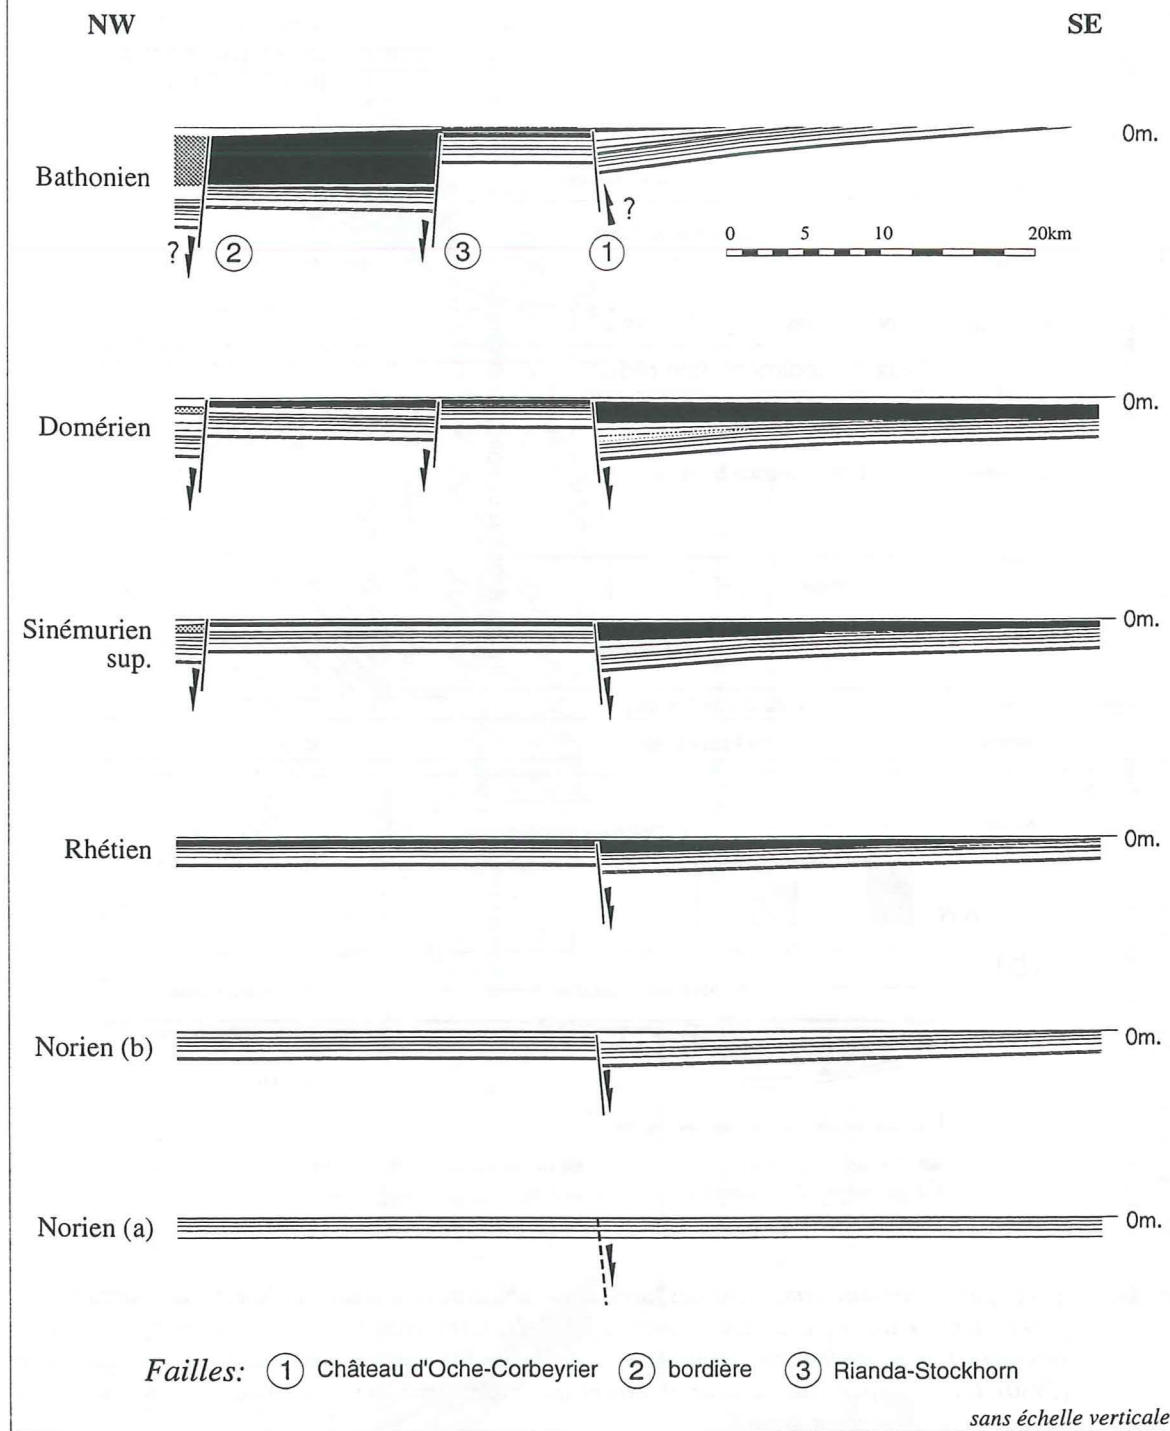 NW SE
0m.
Bathonien
?
? 2 3 1
0 5 10 20km
Domérien 0m.
Sinémurien 0m.
sup.
Rhétien 0m.
Norien (b) 0m.
Norien (a) 0m.
Failles: 1 Château d'Oche-Corbeyrier 2 bordière 3 Rianda-Stockhorn
sans échelle verticale